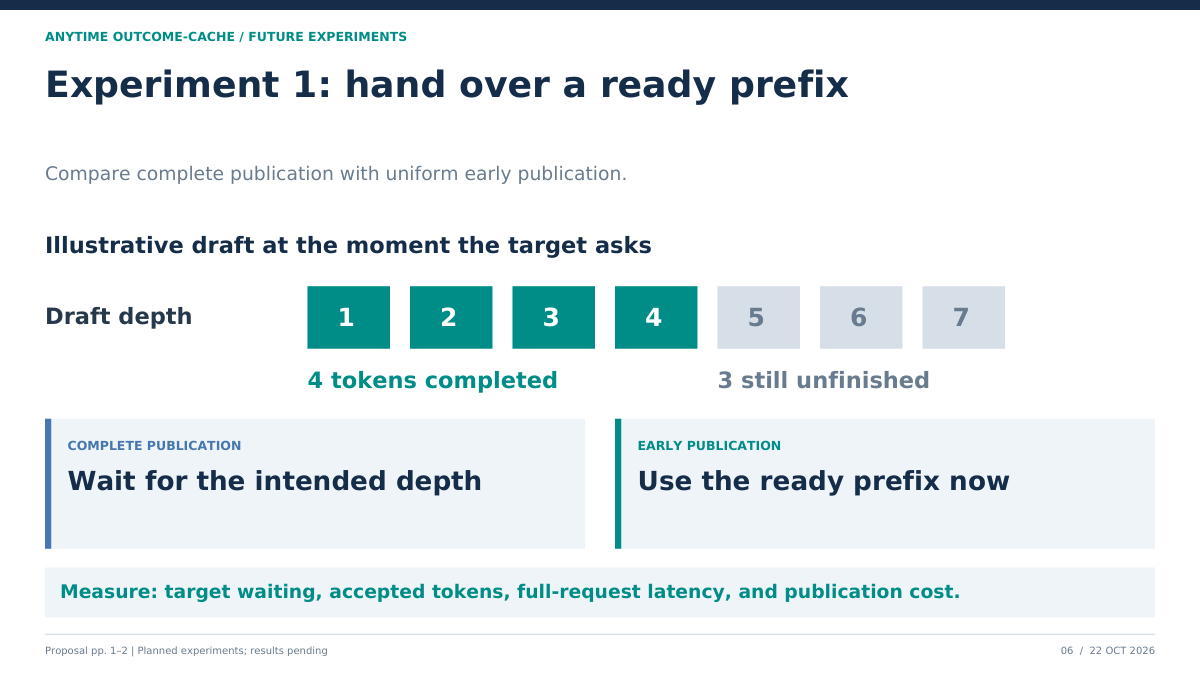 ANYTIME OUTCOME-CACHE / FUTURE EXPERIMENTS
Experiment 1: hand over a ready prefix
Compare complete publication with uniform early publication.
Illustrative draft at the moment the target asks
Draft depth 1 2 3 4 5 6 7
4 tokens completed 3 still unfinished
COMPLETE PUBLICATION
Wait for the intended depth
EARLY PUBLICATION
Use the ready prefix now
Measure: target waiting, accepted tokens, full-request latency, and publication cost.
Proposal pp. 1–2 | Planned experiments; results pending
06 / 22 OCT 2026